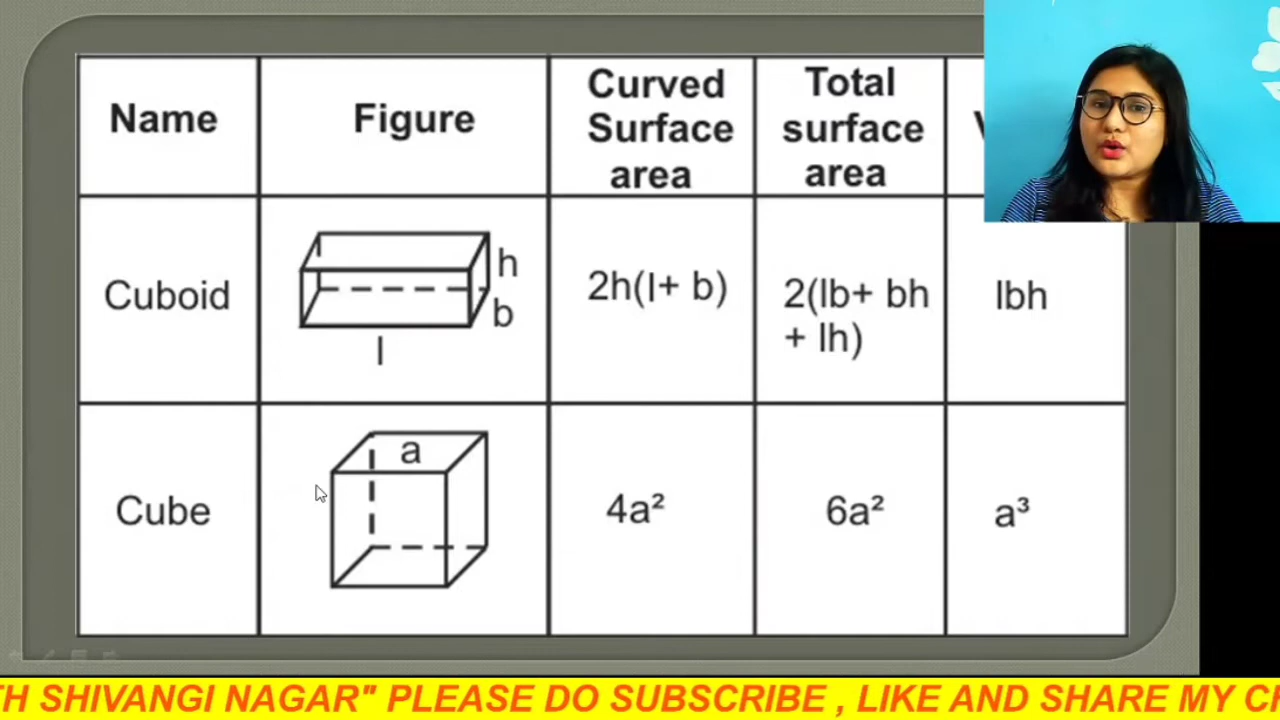 Name
Figure
Curved
Surface
area
Total
surface
area
Cuboid
h
b
l
2h(l+ b)
2(lb+ bh
+ lh)
lbh
Cube
a
4a²
6a²
a³
SHIVANGI NAGAR" PLEASE DO SUBSCRIBE , LIKE AND SHARE MY